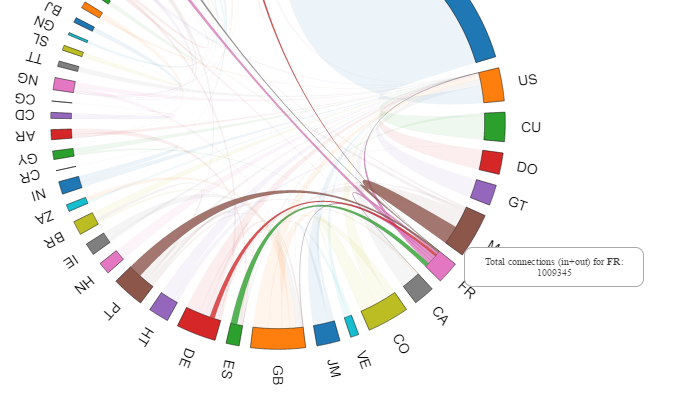 BJ
GN
SL
TT
NG
CG
CD
AR
GY
CR
NI
ZA
BR
IE
HN
PT
HT
DE
ES
GB
JM
VE
CO
CA
FR
GT
DO
CU
US
Total connections (in+out) for FR:
1009345